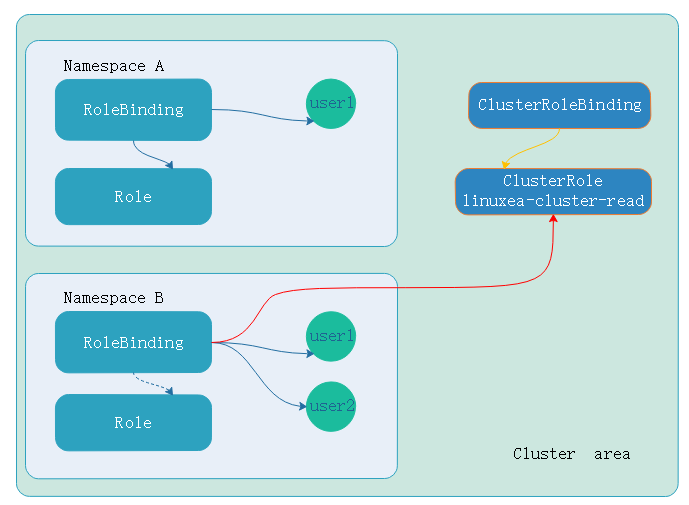 Namespace A
RoleBinding
user1
Role
ClusterRoleBinding
ClusterRole
linuxea-cluster-read
Namespace B
RoleBinding
user1
Role
user2
Cluster area